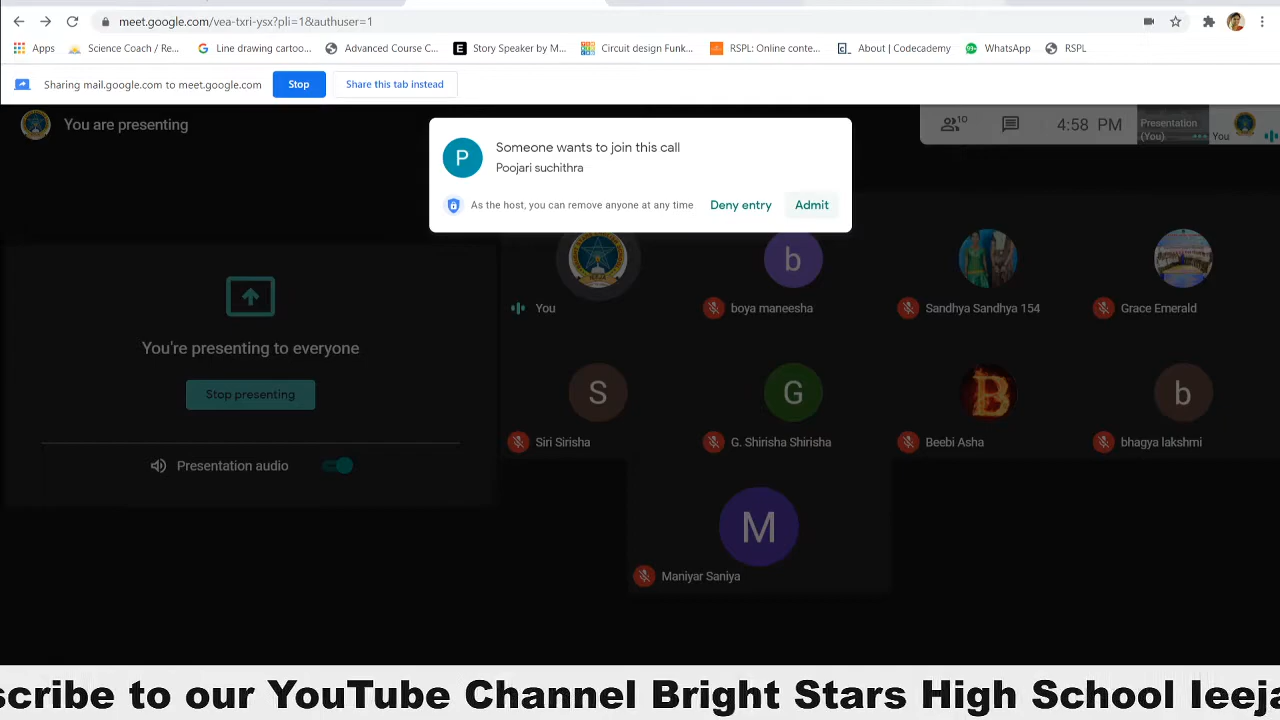 meet.google.com/vea-txri-ysx?pli=1&authuser=1
Apps Science Coach / Re... Line drawing cartoo... Advanced Course C... Story Speaker by M... Circuit design Funk... RSPL: Online conte... About | Codecademy 99+ WhatsApp RSPL
Sharing mail.google.com to meet.google.com Stop Share this tab instead
You are presenting
10 4:58 PM Presentation (You) You
P Someone wants to join this call
Poojari suchithra
As the host, you can remove anyone at any time Deny entry Admit
You're presenting to everyone
Stop presenting
Presentation audio
You
b
boya maneesha
Sandhya Sandhya 154
Grace Emerald
S
Siri Sirisha
G
G. Shirisha Shirisha
B
Beebi Asha
b
bhagya lakshmi
M
Maniyar Saniya
scribe to our YouTube Channel Bright Stars High School Ieeja